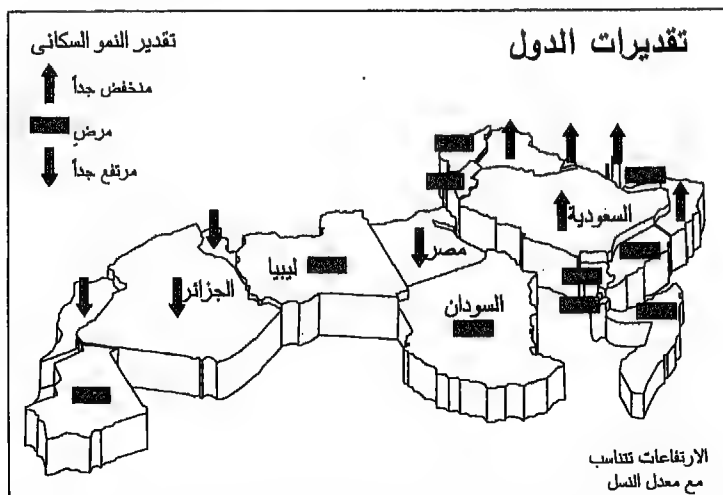 تقديرات الدول
تقدير النمو السكانى
منخفض جداً
مرضٍ
مرتفع جداً
السعودية
مصر
ليبيا
الجزائر
السودان
الارتفاعات تتناسب
مع معدل النسل